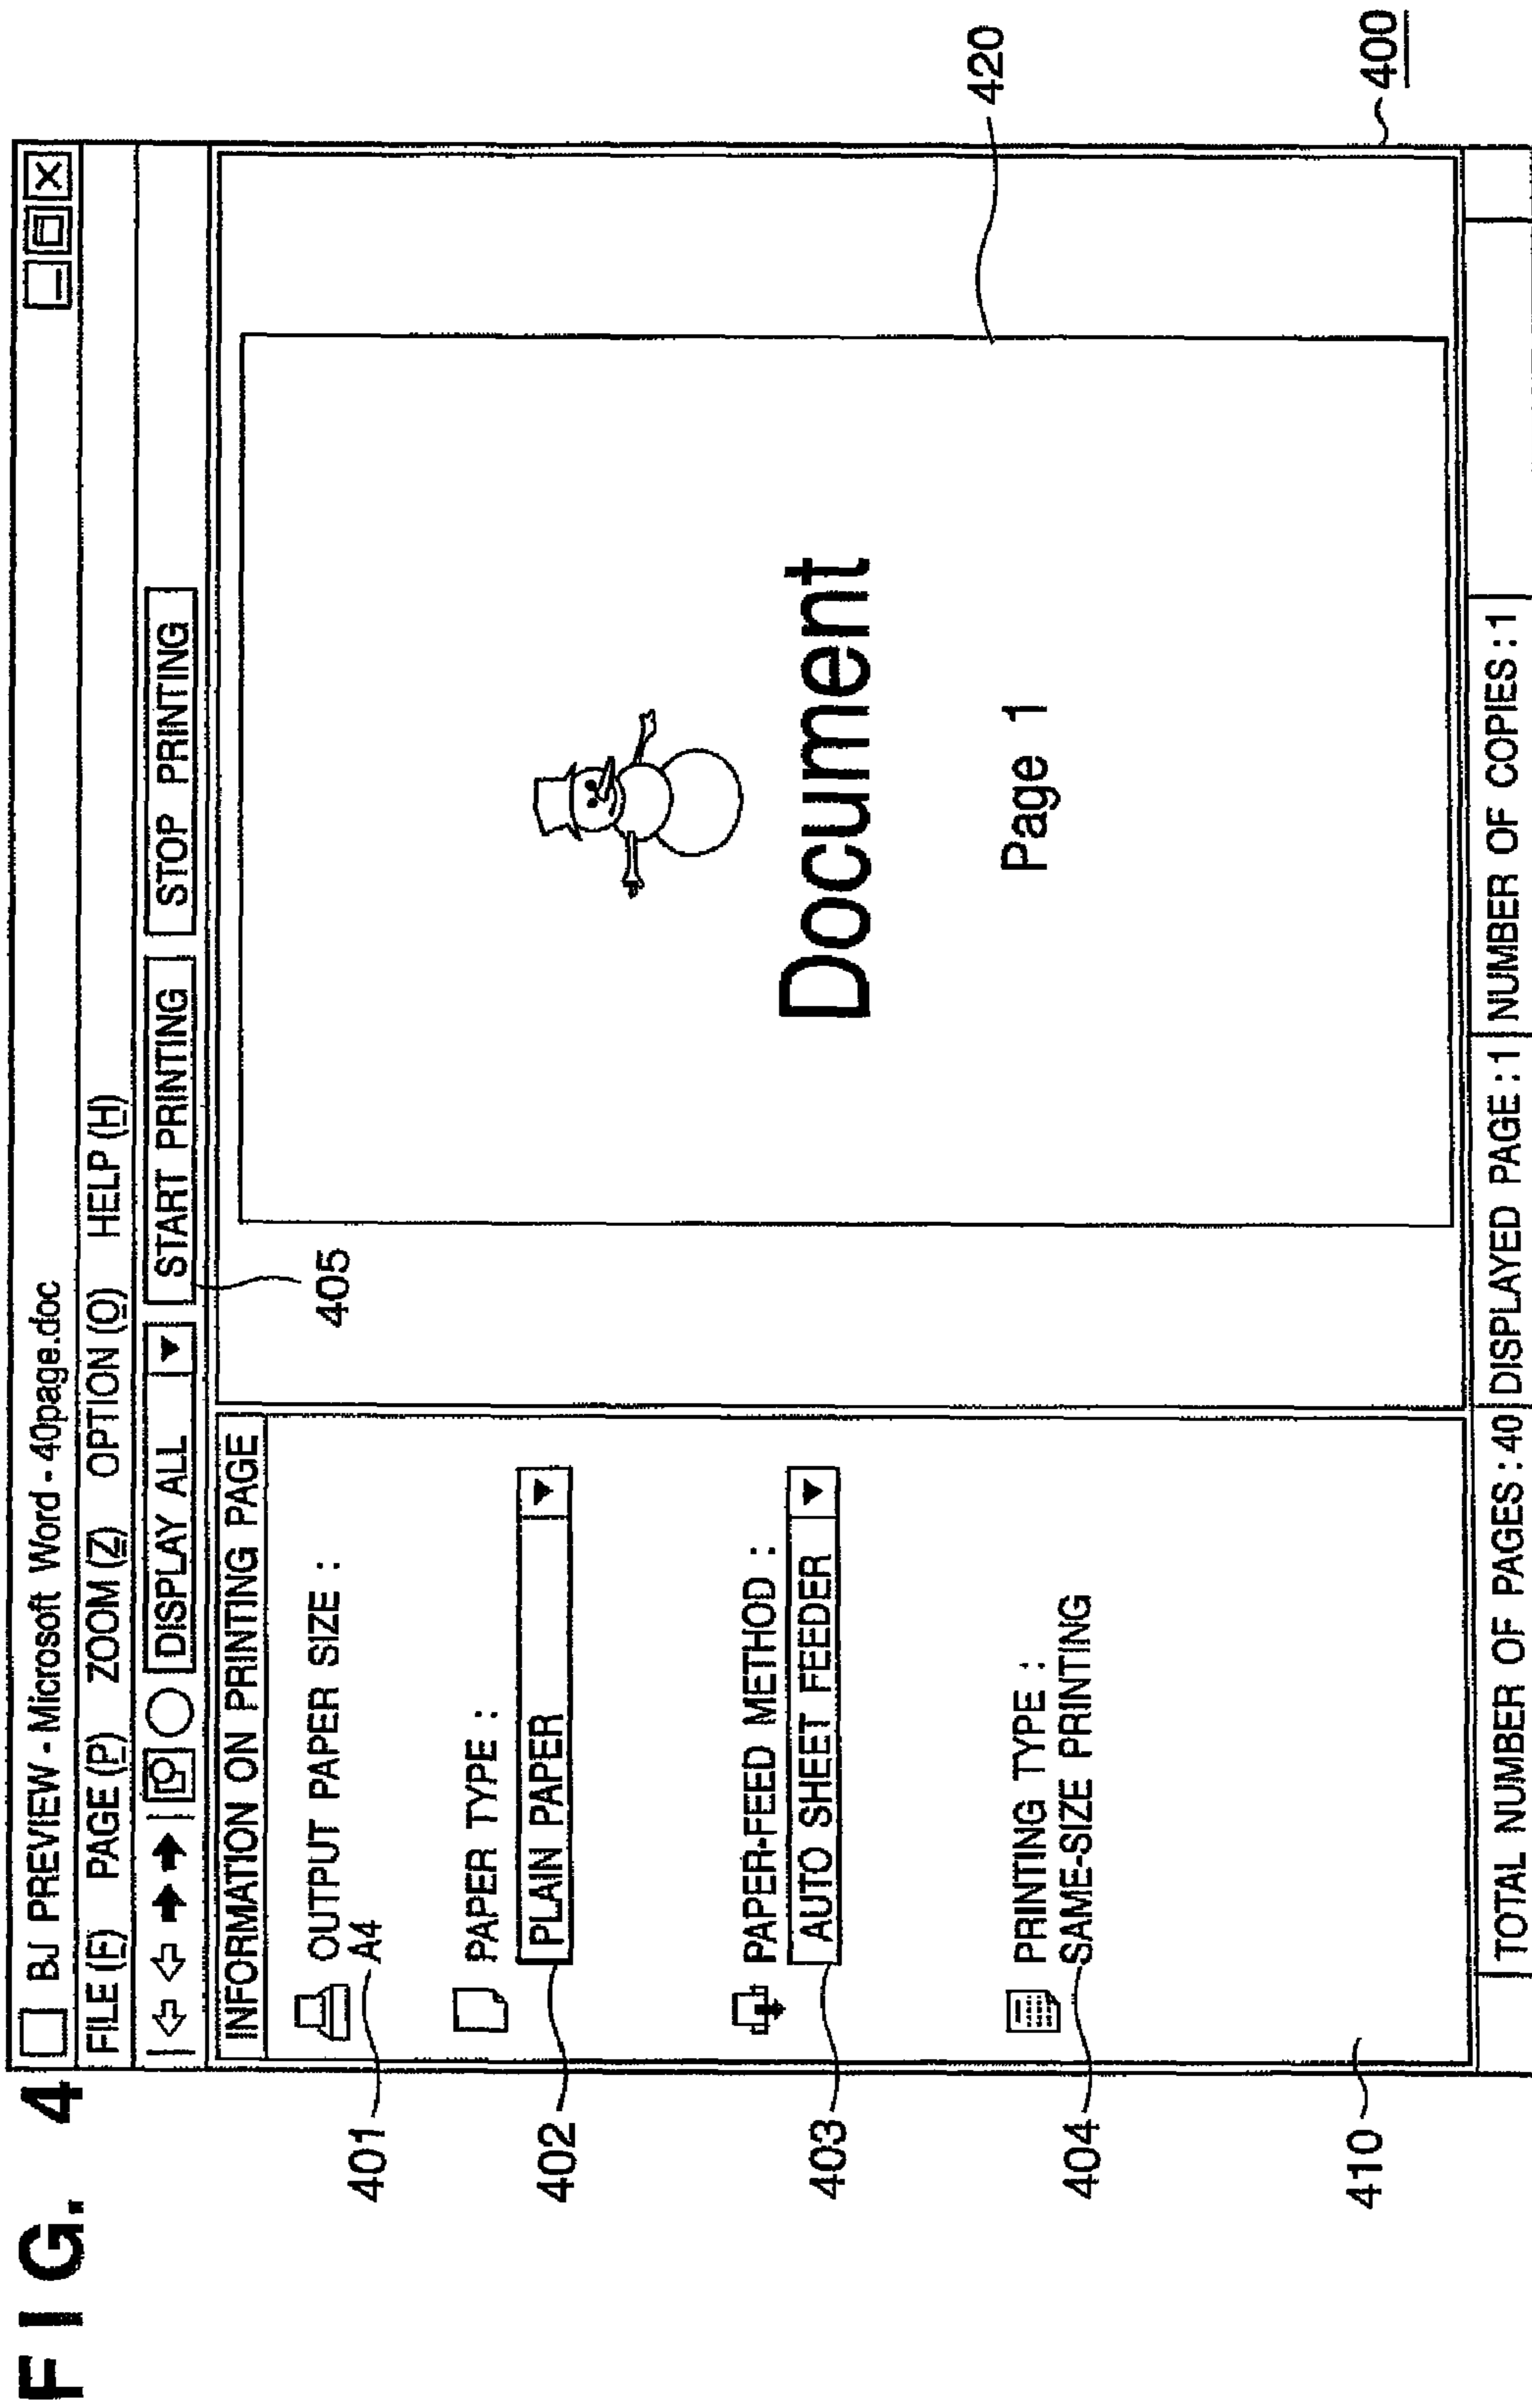 FIG. 4
BJ PREVIEW - Microsoft Word - 40page.doc
FILE (F) PAGE (P) ZOOM (Z) OPTION (O) HELP (H)
DISPLAY ALL START PRINTING STOP PRINTING
405
INFORMATION ON PRINTING PAGE
OUTPUT PAPER SIZE :
A4
401
PAPER TYPE :
PLAIN PAPER
402
PAPER-FEED METHOD :
AUTO SHEET FEEDER
403
PRINTING TYPE :
SAME-SIZE PRINTING
404
410
Document
Page 1
420
400
TOTAL NUMBER OF PAGES : 40 DISPLAYED PAGE : 1 NUMBER OF COPIES : 1